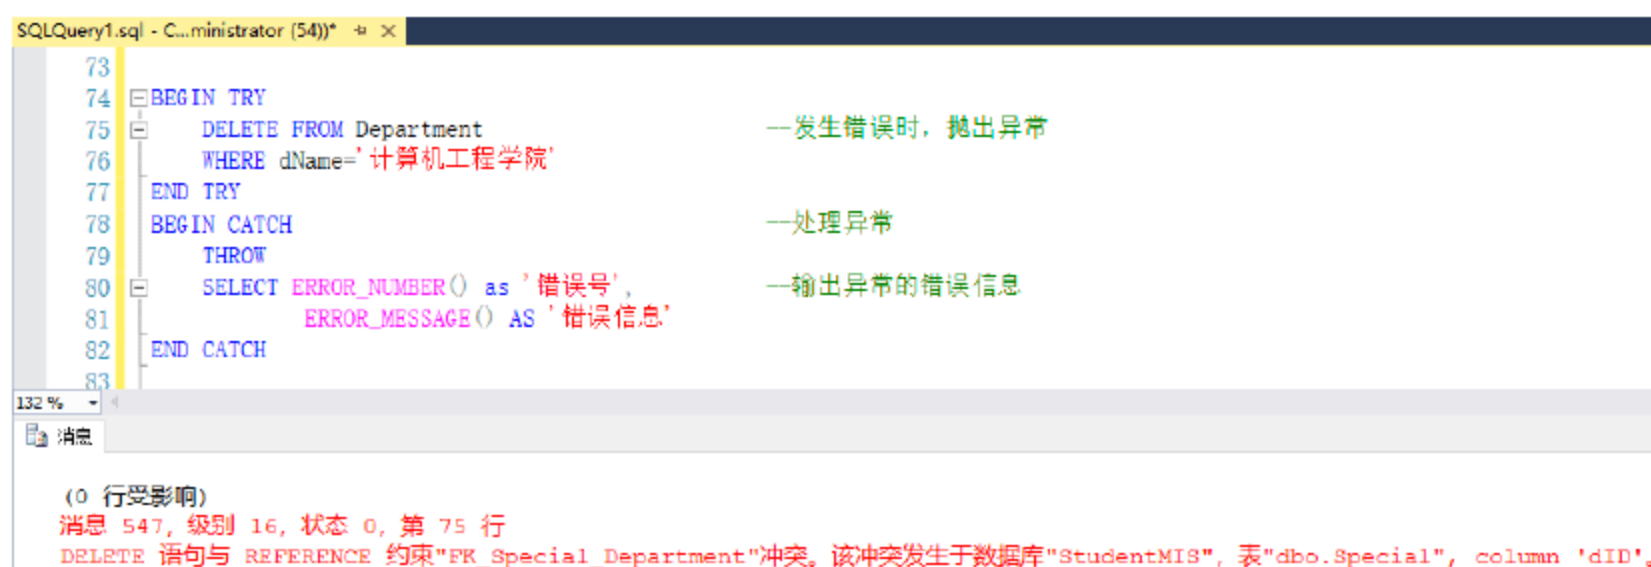 SQLQuery1.sql - C...ministrator (54))*
73
74 BEGIN TRY
75 DELETE FROM Department --发生错误时，抛出异常
76 WHERE dName='计算机工程学院'
77 END TRY
78 BEGIN CATCH --处理异常
79 THROW
80 SELECT ERROR_NUMBER() as '错误号', --输出异常的错误信息
81 ERROR_MESSAGE() AS '错误信息'
82 END CATCH
83
132 %
消息
(0 行受影响)
消息 547, 级别 16, 状态 0, 第 75 行
DELETE 语句与 REFERENCE 约束"FK_Special_Department"冲突。该冲突发生于数据库"StudentMIS", 表"dbo.Special", column 'dID'。